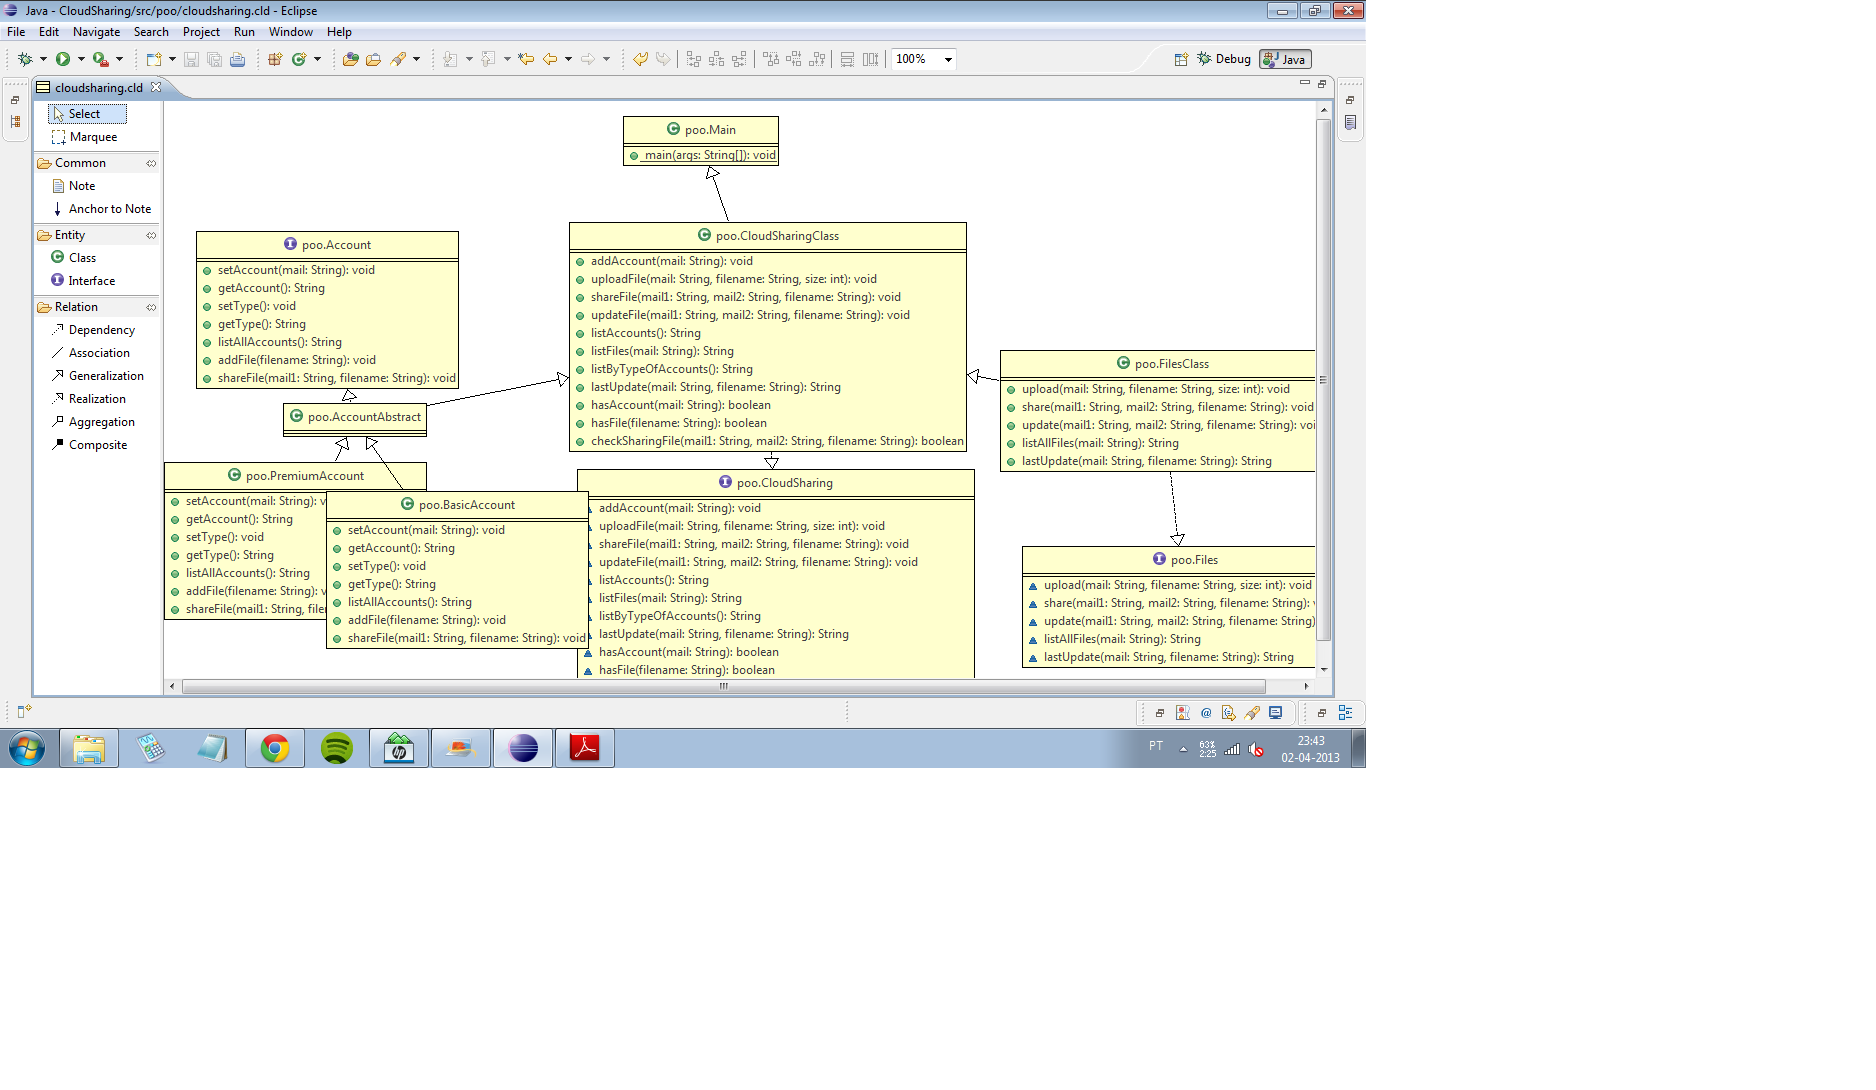 Java - CloudSharing/src/poo/cloudsharing.cld - Eclipse
File Edit Navigate Search Project Run Window Help
100%
Debug
Java
cloudsharing.cld
Select
Marquee
Common
Note
Anchor to Note
Entity
Class
Interface
Relation
Dependency
Association
Generalization
Realization
Aggregation
Composite
poo.Main
main(args: String[]): void
poo.Account
setAccount(mail: String): void
getAccount(): String
setType(): void
getType(): String
listAllAccounts(): String
addFile(filename: String): void
shareFile(mail1: String, filename: String): void
poo.AccountAbstract
poo.PremiumAccount
setAccount(mail: String): v
getAccount(): String
setType(): void
getType(): String
listAllAccounts(): String
addFile(filename: String): v
shareFile(mail1: String, file
poo.BasicAccount
setAccount(mail: String): void
getAccount(): String
setType(): void
getType(): String
listAllAccounts(): String
addFile(filename: String): void
shareFile(mail1: String, filename: String): void
poo.CloudSharingClass
addAccount(mail: String): void
uploadFile(mail: String, filename: String, size: int): void
shareFile(mail1: String, mail2: String, filename: String): void
updateFile(mail1: String, mail2: String, filename: String): void
listAccounts(): String
listFiles(mail: String): String
listByTypeOfAccounts(): String
lastUpdate(mail: String, filename: String): String
hasAccount(mail: String): boolean
hasFile(filename: String): boolean
checkSharingFile(mail1: String, mail2: String, filename: String): boolean
poo.CloudSharing
addAccount(mail: String): void
uploadFile(mail: String, filename: String, size: int): void
shareFile(mail1: String, mail2: String, filename: String): void
updateFile(mail1: String, mail2: String, filename: String): void
listAccounts(): String
listFiles(mail: String): String
listByTypeOfAccounts(): String
lastUpdate(mail: String, filename: String): String
hasAccount(mail: String): boolean
hasFile(filename: String): boolean
poo.FilesClass
upload(mail: String, filename: String, size: int): void
share(mail1: String, mail2: String, filename: String): void
update(mail1: String, mail2: String, filename: String): voi
listAllFiles(mail: String): String
lastUpdate(mail: String, filename: String): String
poo.Files
upload(mail: String, filename: String, size: int): void
share(mail1: String, mail2: String, filename: String): 
update(mail1: String, mail2: String, filename: String)
listAllFiles(mail: String): String
lastUpdate(mail: String, filename: String): String
PT
63%
2:25
23:43
02-04-2013